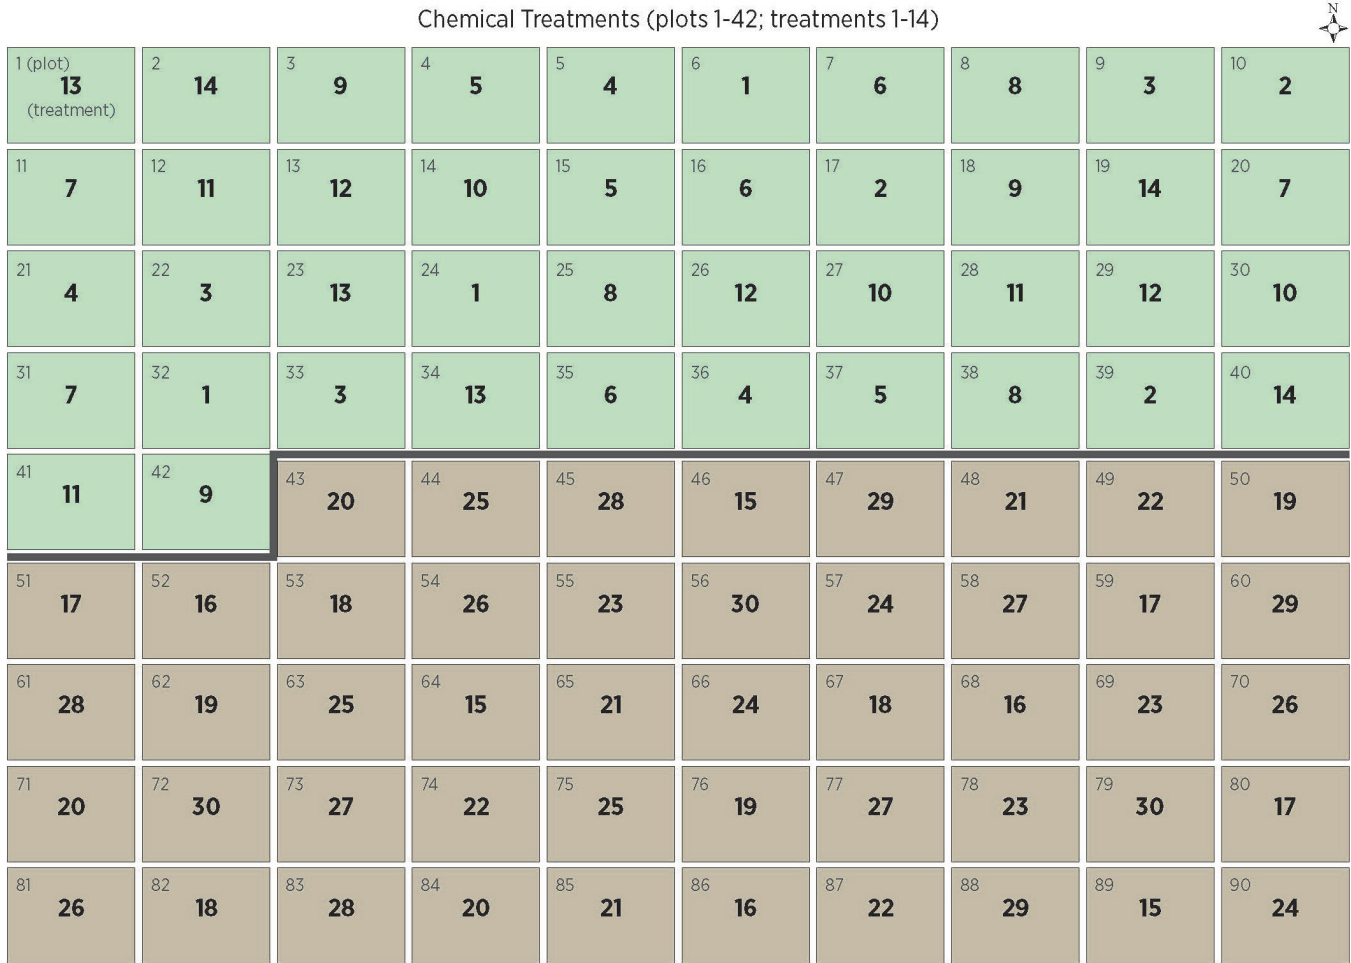 Chemical Treatments (plots 1-42; treatments 1-14)
N
1 (plot) 2 3 4 5 6 7 8 9 10
13 14 9 5 4 1 6 8 3 2
(treatment)
11 12 13 14 15 16 17 18 19 20
7 11 12 10 5 6 2 9 14 7
21 22 23 24 25 26 27 28 29 30
4 3 13 1 8 12 10 11 12 10
31 32 33 34 35 36 37 38 39 40
7 1 3 13 6 4 5 8 2 14
41 42 43 44 45 46 47 48 49 50
11 9 20 25 28 15 29 21 22 19
51 52 53 54 55 56 57 58 59 60
17 16 18 26 23 30 24 27 17 29
61 62 63 64 65 66 67 68 69 70
28 19 25 15 21 24 18 16 23 26
71 72 73 74 75 76 77 78 79 80
20 30 27 22 25 19 27 23 30 17
81 82 83 84 85 86 87 88 89 90
26 18 28 20 21 16 22 29 15 24